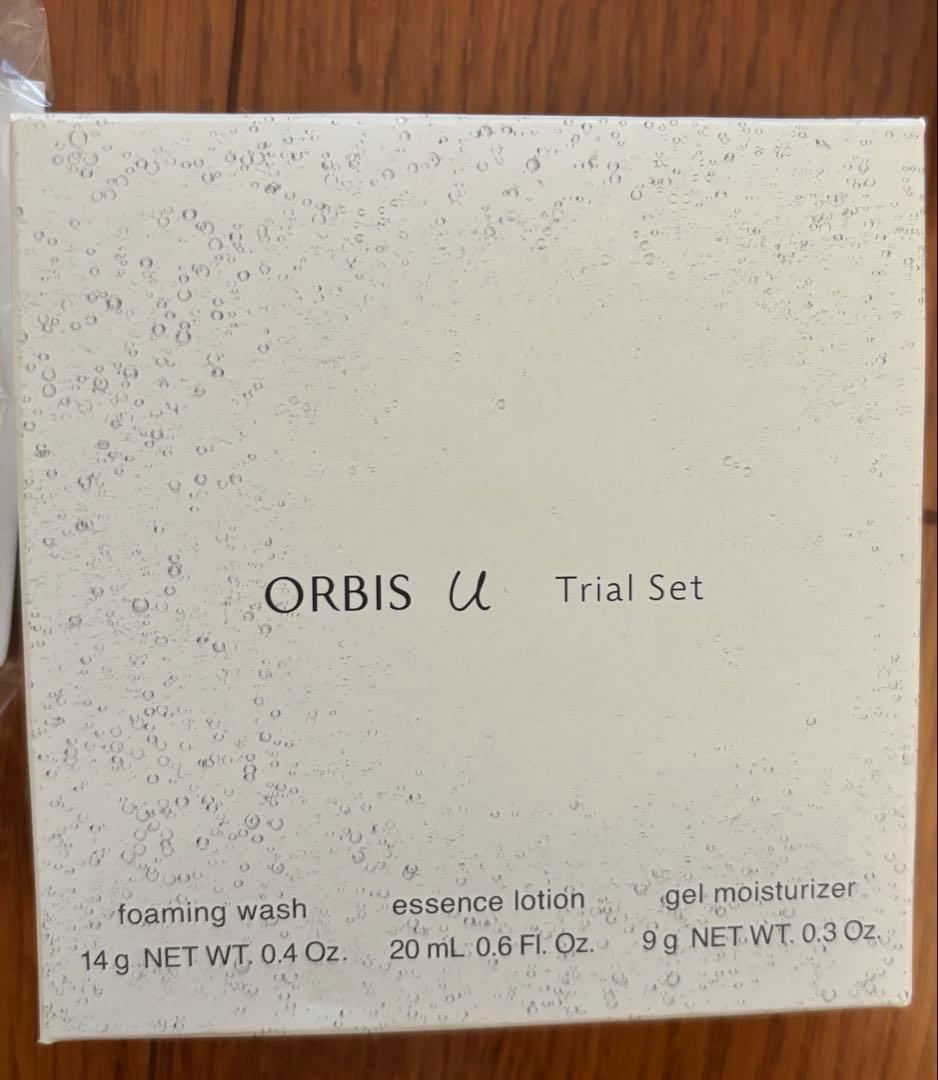 ORBIS u Trial Set
foaming wash essence lotion gel moisturizer
14 g NET WT. 0.4 Oz. 20 mL 0.6 Fl. Oz. 9 g NET WT. 0.3 Oz.